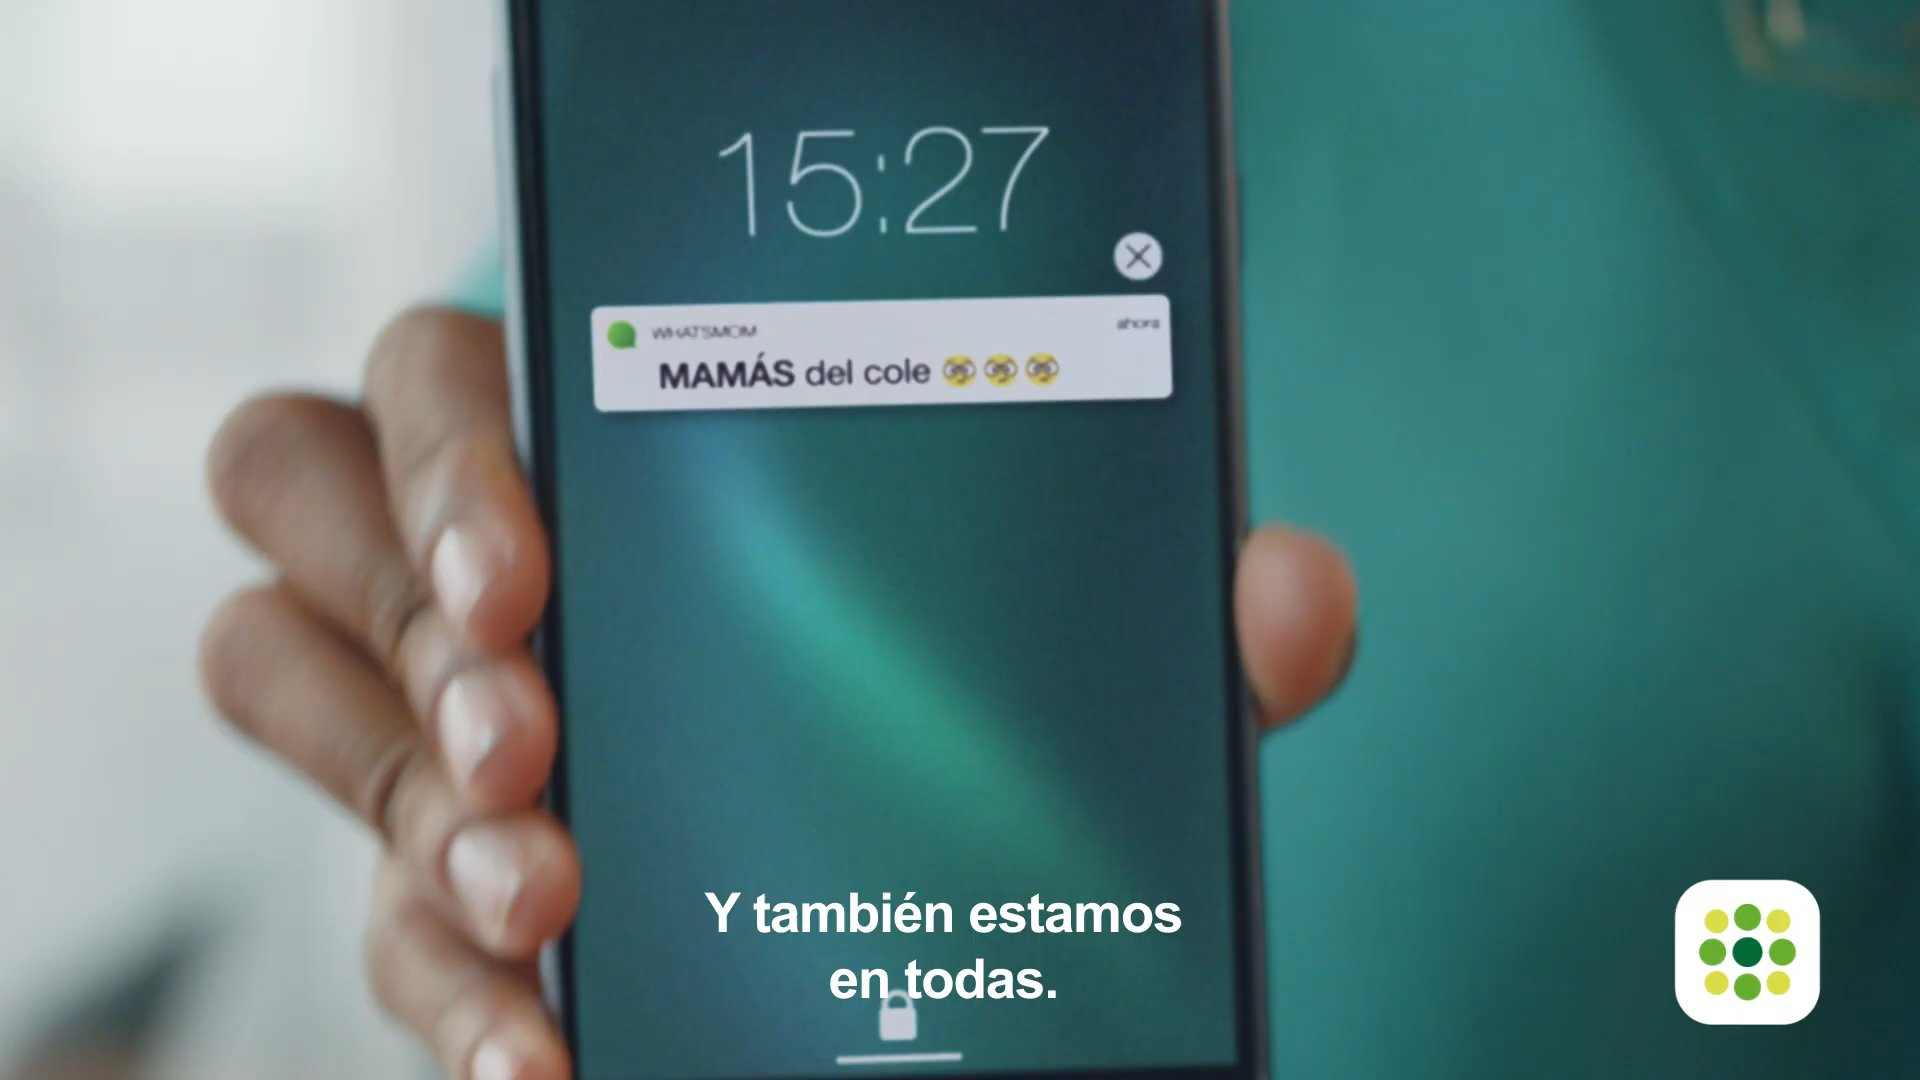 15:27
WHATSMOM
ahora
MAMÁS del cole 🤓🤓🤓
Y también estamos
en todas.